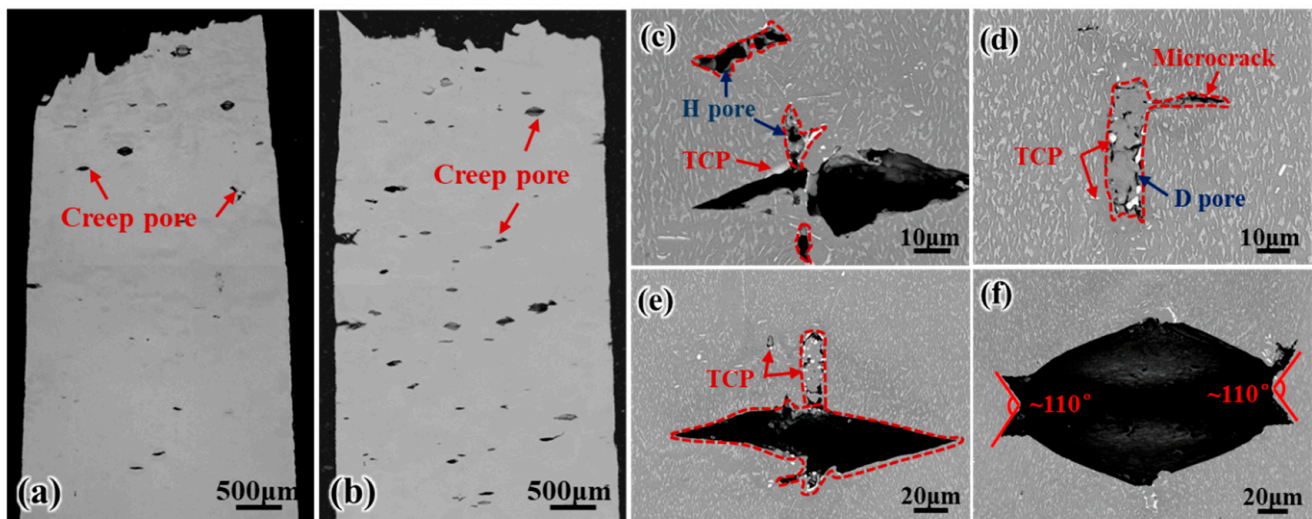 (a)
Creep pore
500μm
(b)
Creep pore
500μm
(c)
H pore
TCP
10μm
(d)
Microcrack
TCP
D pore
10μm
(e)
TCP
20μm
(f)
~110°
~110°
20μm